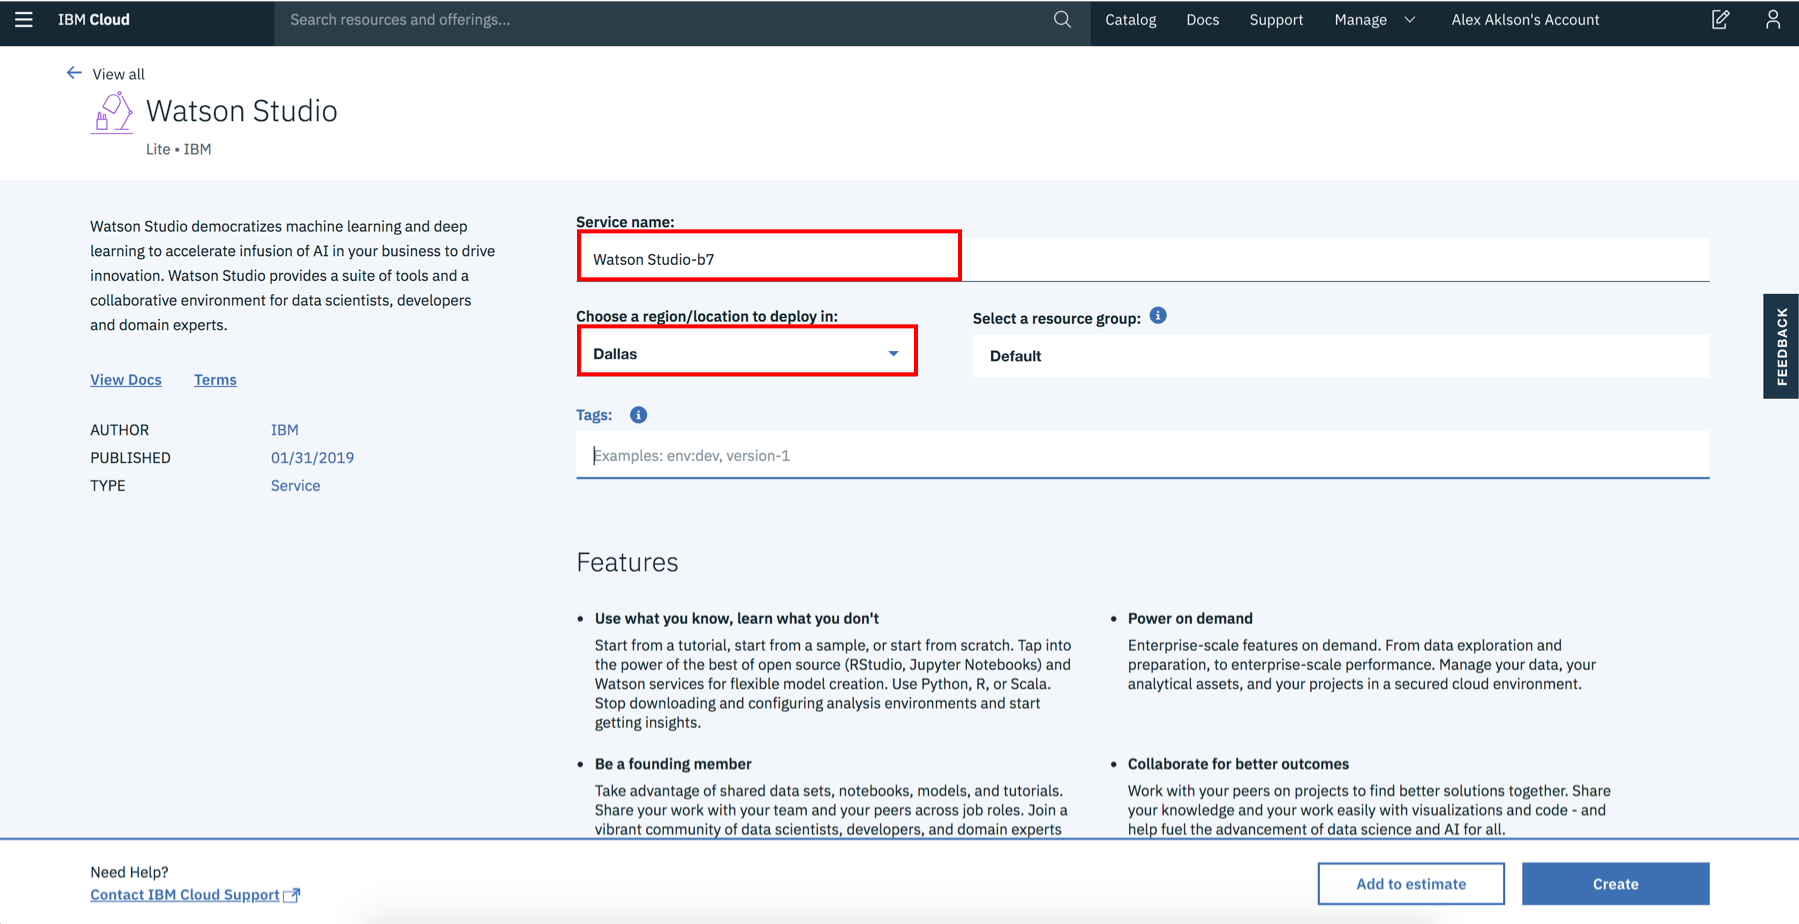 IBM Cloud
Search resources and offerings...
Catalog
Docs
Support
Manage
Alex Aklson's Account
View all
Watson Studio
Lite • IBM
Watson Studio democratizes machine learning and deep
learning to accelerate infusion of AI in your business to drive
innovation. Watson Studio provides a suite of tools and a
collaborative environment for data scientists, developers
and domain experts.
View Docs
Terms
AUTHOR IBM
PUBLISHED 01/31/2019
TYPE Service
Service name:
Watson Studio-b7
Choose a region/location to deploy in:
Dallas
Select a resource group:
Default
Tags:
Examples: env:dev, version-1
FEEDBACK
Features
• Use what you know, learn what you don't
Start from a tutorial, start from a sample, or start from scratch. Tap into
the power of the best of open source (RStudio, Jupyter Notebooks) and
Watson services for flexible model creation. Use Python, R, or Scala.
Stop downloading and configuring analysis environments and start
getting insights.
• Power on demand
Enterprise-scale features on demand. From data exploration and
preparation, to enterprise-scale performance. Manage your data, your
analytical assets, and your projects in a secured cloud environment.
• Be a founding member
Take advantage of shared data sets, notebooks, models, and tutorials.
Share your work with your team and your peers across job roles. Join a
vibrant community of data scientists, developers, and domain experts
• Collaborate for better outcomes
Work with your peers on projects to find better solutions together. Share
your knowledge and your work easily with visualizations and code - and
help fuel the advancement of data science and AI for all.
Need Help?
Contact IBM Cloud Support
Add to estimate
Create